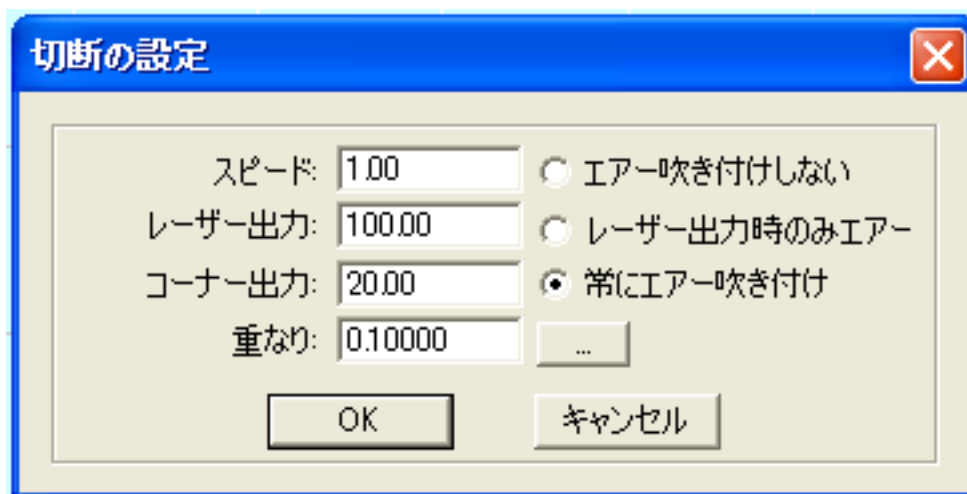 切断の設定
スピード: 1.00 エアー吹き付けしない
レーザー出力: 100.00 レーザー出力時のみエアー
コーナー出力: 20.00 常にエアー吹き付け
重なり: 0.10000 ...
OK キャンセル